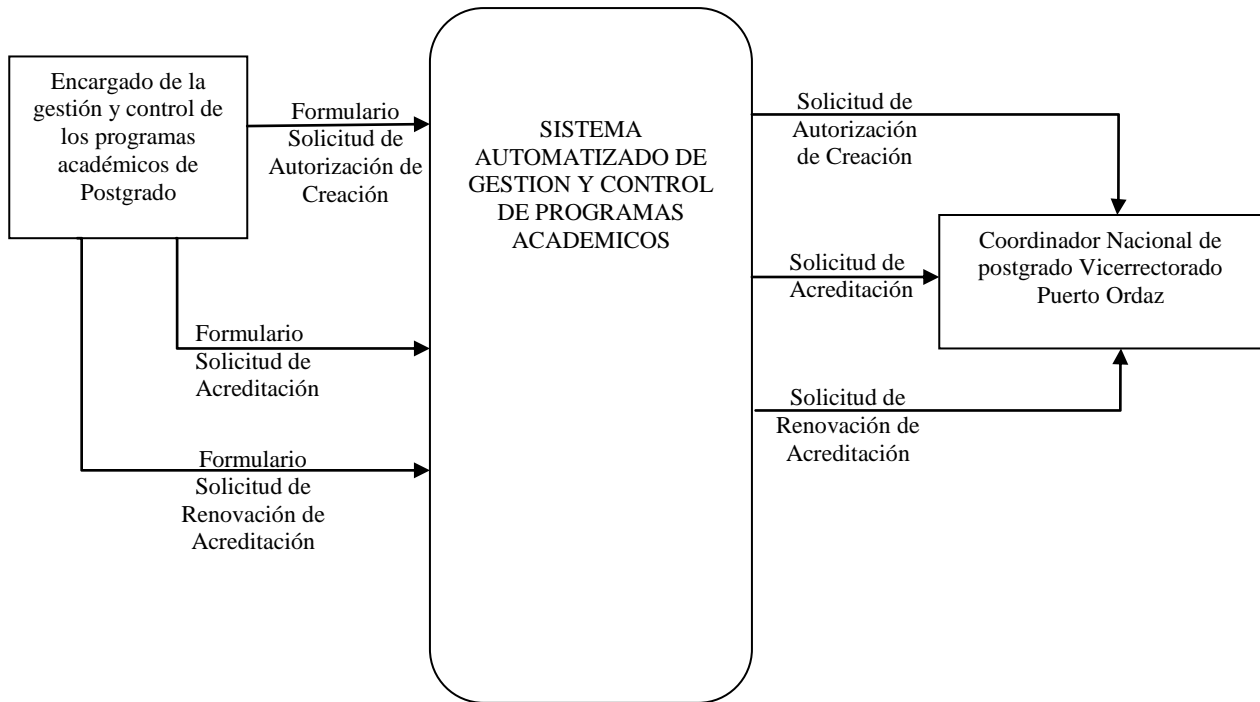 Encargado de la
gestión y control de
los programas
académicos de
Postgrado
Formulario
Solicitud de
Autorización de
Creación
Formulario
Solicitud de
Acreditación
Formulario
Solicitud de
Renovación de
Acreditación
SISTEMA
AUTOMATIZADO DE
GESTION Y CONTROL
DE PROGRAMAS
ACADEMICOS
Solicitud de
Autorización
de Creación
Solicitud de
Acreditación
Solicitud de
Renovación de
Acreditación
Coordinador Nacional de
postgrado Vicerrectorado
Puerto Ordaz